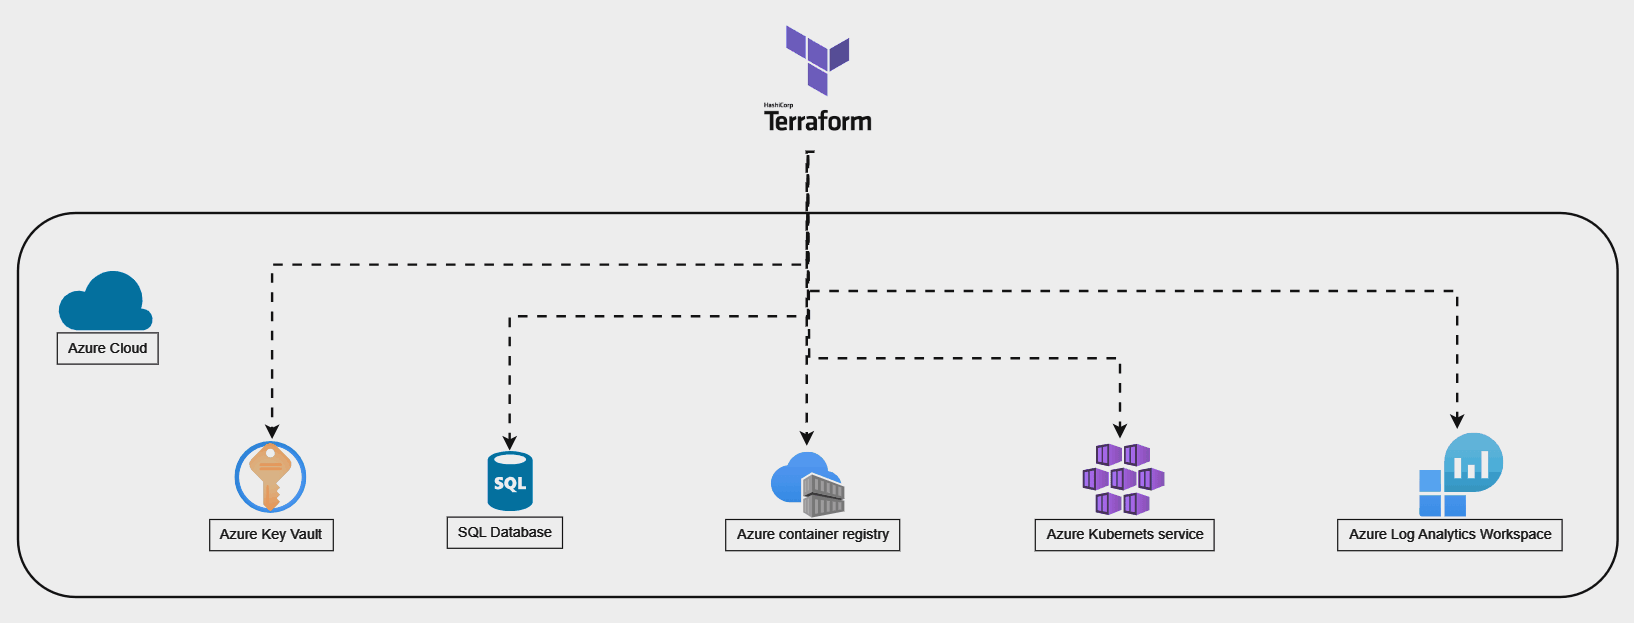 HashiCorp
Terraform
Azure Cloud
Azure Key Vault
SQL
SQL Database
Azure container registry
Azure Kubernets service
Azure Log Analytics Workspace